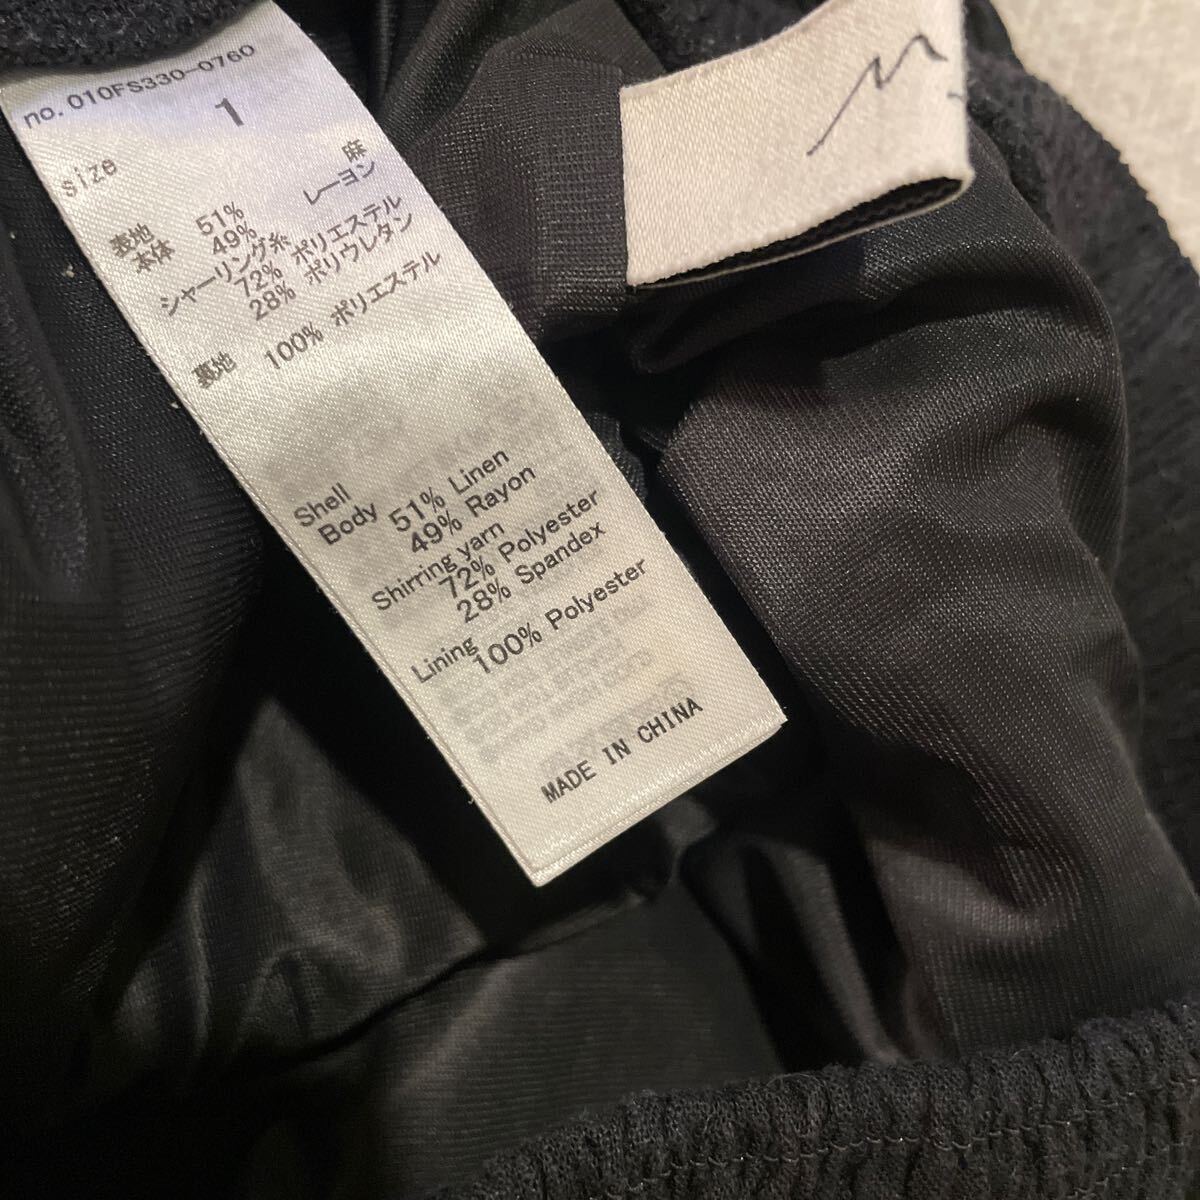 no.010FS330-0760
size 1
表地
本体 51% 麻
49% レーヨン
シャーリング糸
72% ポリエステル
28% ポリウレタン
裏地 100% ポリエステル
Shell
Body 51% Linen
49% Rayon
Shirring yarn
72% Polyester
28% Spandex
Lining
100% Polyester
MADE IN CHINA